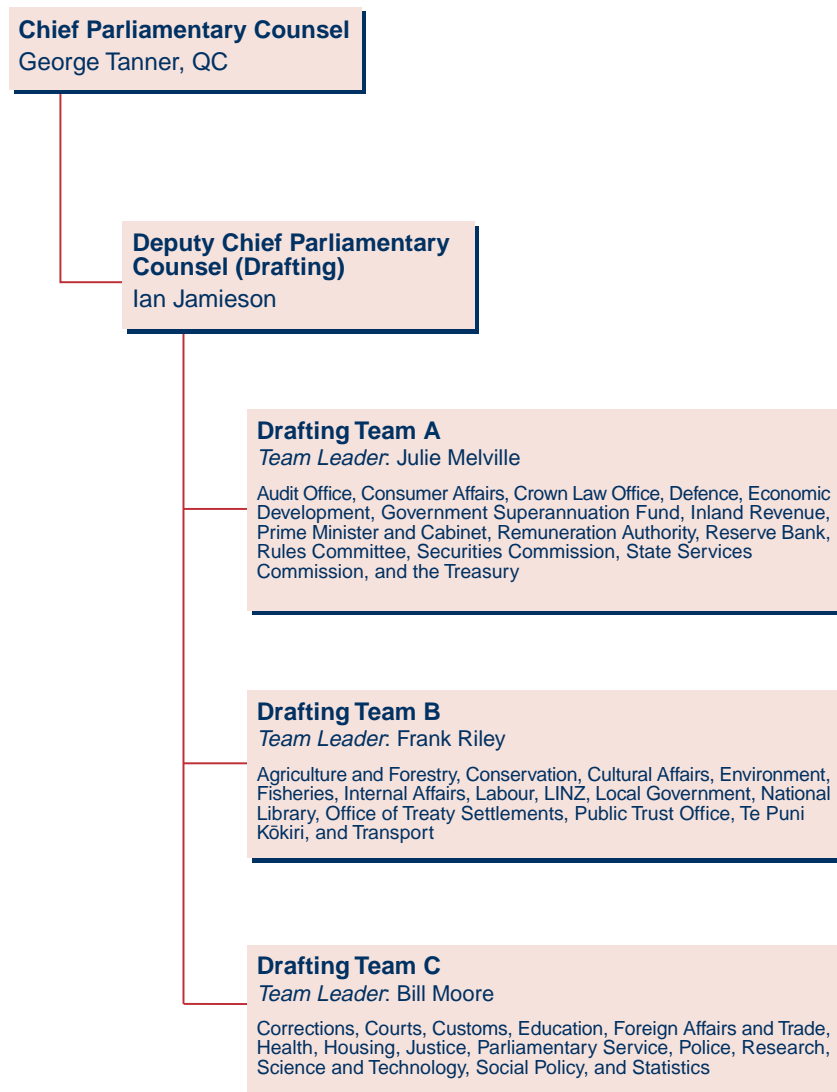 Chief Parliamentary Counsel
George Tanner, QC
Deputy Chief Parliamentary
Counsel (Drafting)
Ian Jamieson
Drafting Team A
Team Leader: Julie Melville
Audit Office, Consumer Affairs, Crown Law Office, Defence, Economic
Development, Government Superannuation Fund, Inland Revenue,
Prime Minister and Cabinet, Remuneration Authority, Reserve Bank,
Rules Committee, Securities Commission, State Services
Commission, and the Treasury
Drafting Team B
Team Leader: Frank Riley
Agriculture and Forestry, Conservation, Cultural Affairs, Environment,
Fisheries, Internal Affairs, Labour, LINZ, Local Government, National
Library, Office of Treaty Settlements, Public Trust Office, Te Puni
Kōkiri, and Transport
Drafting Team C
Team Leader: Bill Moore
Corrections, Courts, Customs, Education, Foreign Affairs and Trade,
Health, Housing, Justice, Parliamentary Service, Police, Research,
Science and Technology, Social Policy, and Statistics